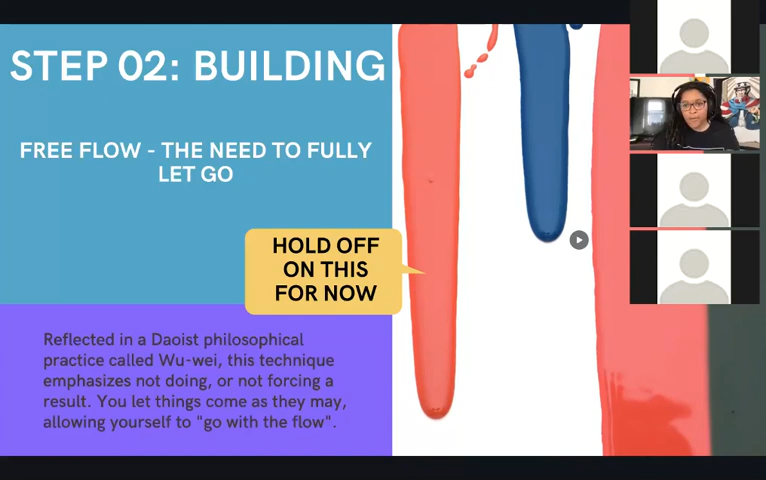 STEP 02: BUILDING
FREE FLOW - THE NEED TO FULLY
LET GO
HOLD OFF
ON THIS
FOR NOW
Reflected in a Daoist philosophical
practice called Wu-wei, this technique
emphasizes not doing, or not forcing a
result. You let things come as they may,
allowing yourself to "go with the flow".